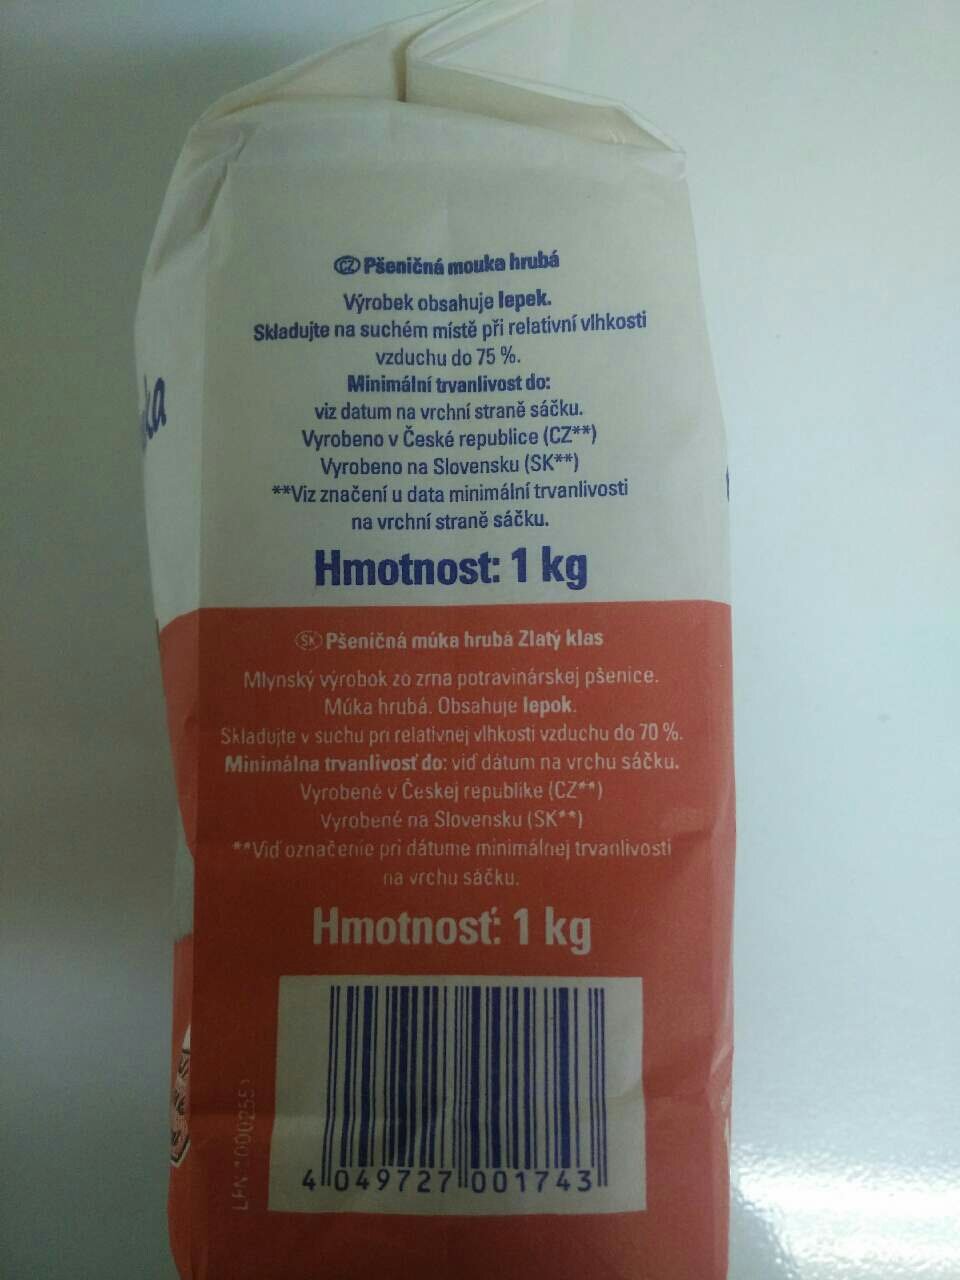 CZ Pšeničná mouka hrubá
Výrobek obsahuje lepek.
Skladujte na suchém místě při relativní vlhkosti
vzduchu do 75 %.
Minimální trvanlivost do:
viz datum na vrchní straně sáčku.
Vyrobeno v České republice (CZ**)
Vyrobeno na Slovensku (SK**)
**Viz značení u data minimální trvanlivosti
na vrchní straně sáčku.
Hmotnost: 1 kg
SK Pšeničná múka hrubá Zlatý klas
Mlynský výrobok zo zrna potravinárskej pšenice.
Múka hrubá. Obsahuje lepok.
Skladujte v suchu pri relatívnej vlhkosti vzduchu do 70 %.
Minimálna trvanlivosť do: viď dátum na vrchu sáčku.
Vyrobené v Českej republike (CZ**)
Vyrobené na Slovensku (SK**)
**Viď označenie pri dátume minimálnej trvanlivosti
na vrchu sáčku.
Hmotnosť: 1 kg
4 049727 001743